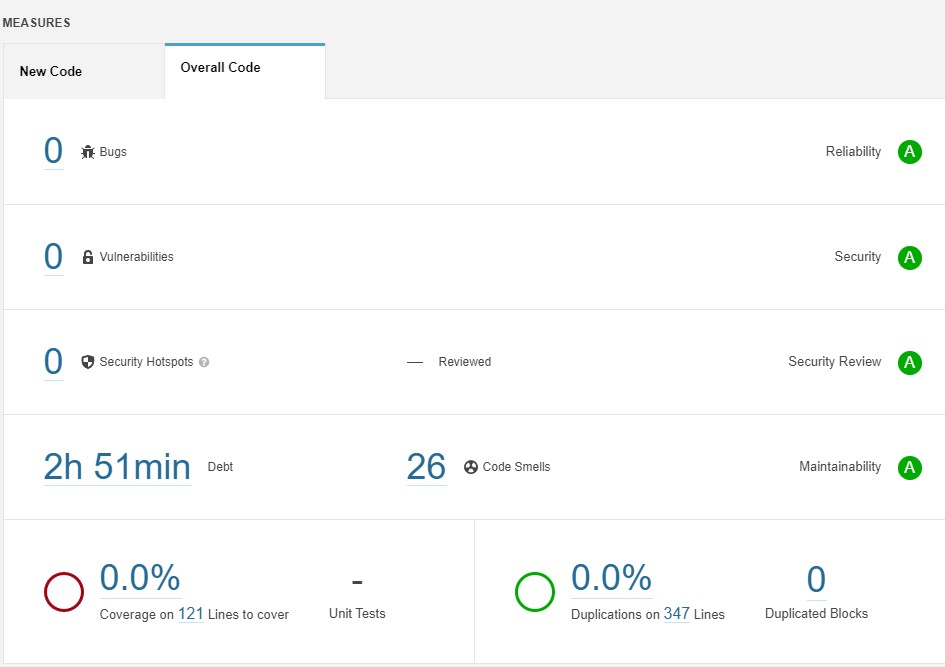 MEASURES
New Code
Overall Code
0 Bugs Reliability A
0 Vulnerabilities Security A
0 Security Hotspots ? — Reviewed Security Review A
2h 51min Debt 26 Code Smells Maintainability A
0.0% - 0.0% 0
Coverage on 121 Lines to cover Unit Tests Duplications on 347 Lines Duplicated Blocks